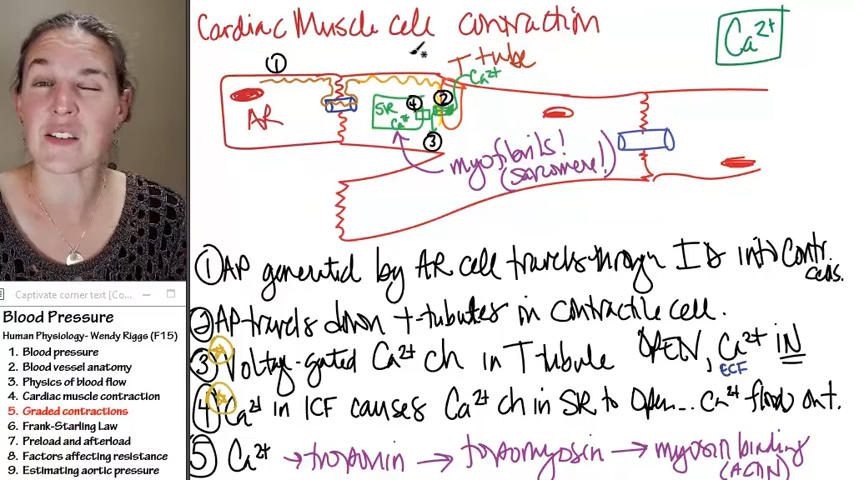 Cardiac Muscle cell contraction
Ca2+
T-tube
Ca2+
①
AR
SR
Ca2+
④
②
③
myofibrils!
(sarcomere!)
① AP generated by AR cell travels through ID into contr. cells.
② AP travels down t-tubules in contractile cell.
③ Voltage-gated Ca2+ ch in T tubule OPEN, Ca2+ IN
ECF
④ Ca2+ in ICF causes Ca2+ ch in SR to open... Ca2+ flood out.
⑤ Ca2+ → troponin → tropomyosin → myosin binding
(ACTIN)
Captivate corner text [Co...
Blood Pressure
Human Physiology- Wendy Riggs (F15)
1. Blood pressure
2. Blood vessel anatomy
3. Physics of blood flow
4. Cardiac muscle contraction
5. Graded contractions
6. Frank-Starling Law
7. Preload and afterload
8. Factors affecting resistance
9. Estimating aortic pressure